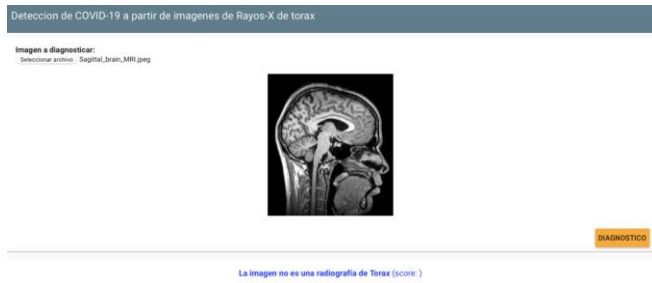 Deteccion de COVID-19 a partir de imagenes de Rayos-X de torax
Imagen a diagnosticar:
Seleccionar archivo Sagittal_brain_MRI.jpeg
DIAGNOSTICO
La imagen no es una radiografía de Torax (score: )